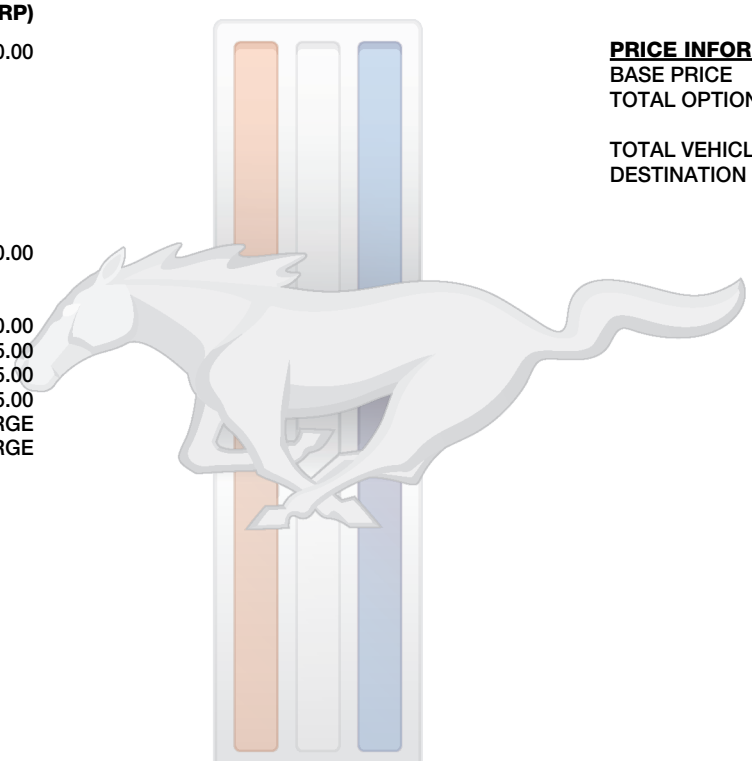 RP)
0.00
0.00
0.00
5.00
5.00
5.00
RGE
RGE
PRICE INFOR
BASE PRICE
TOTAL OPTION
TOTAL VEHICL
DESTINATION